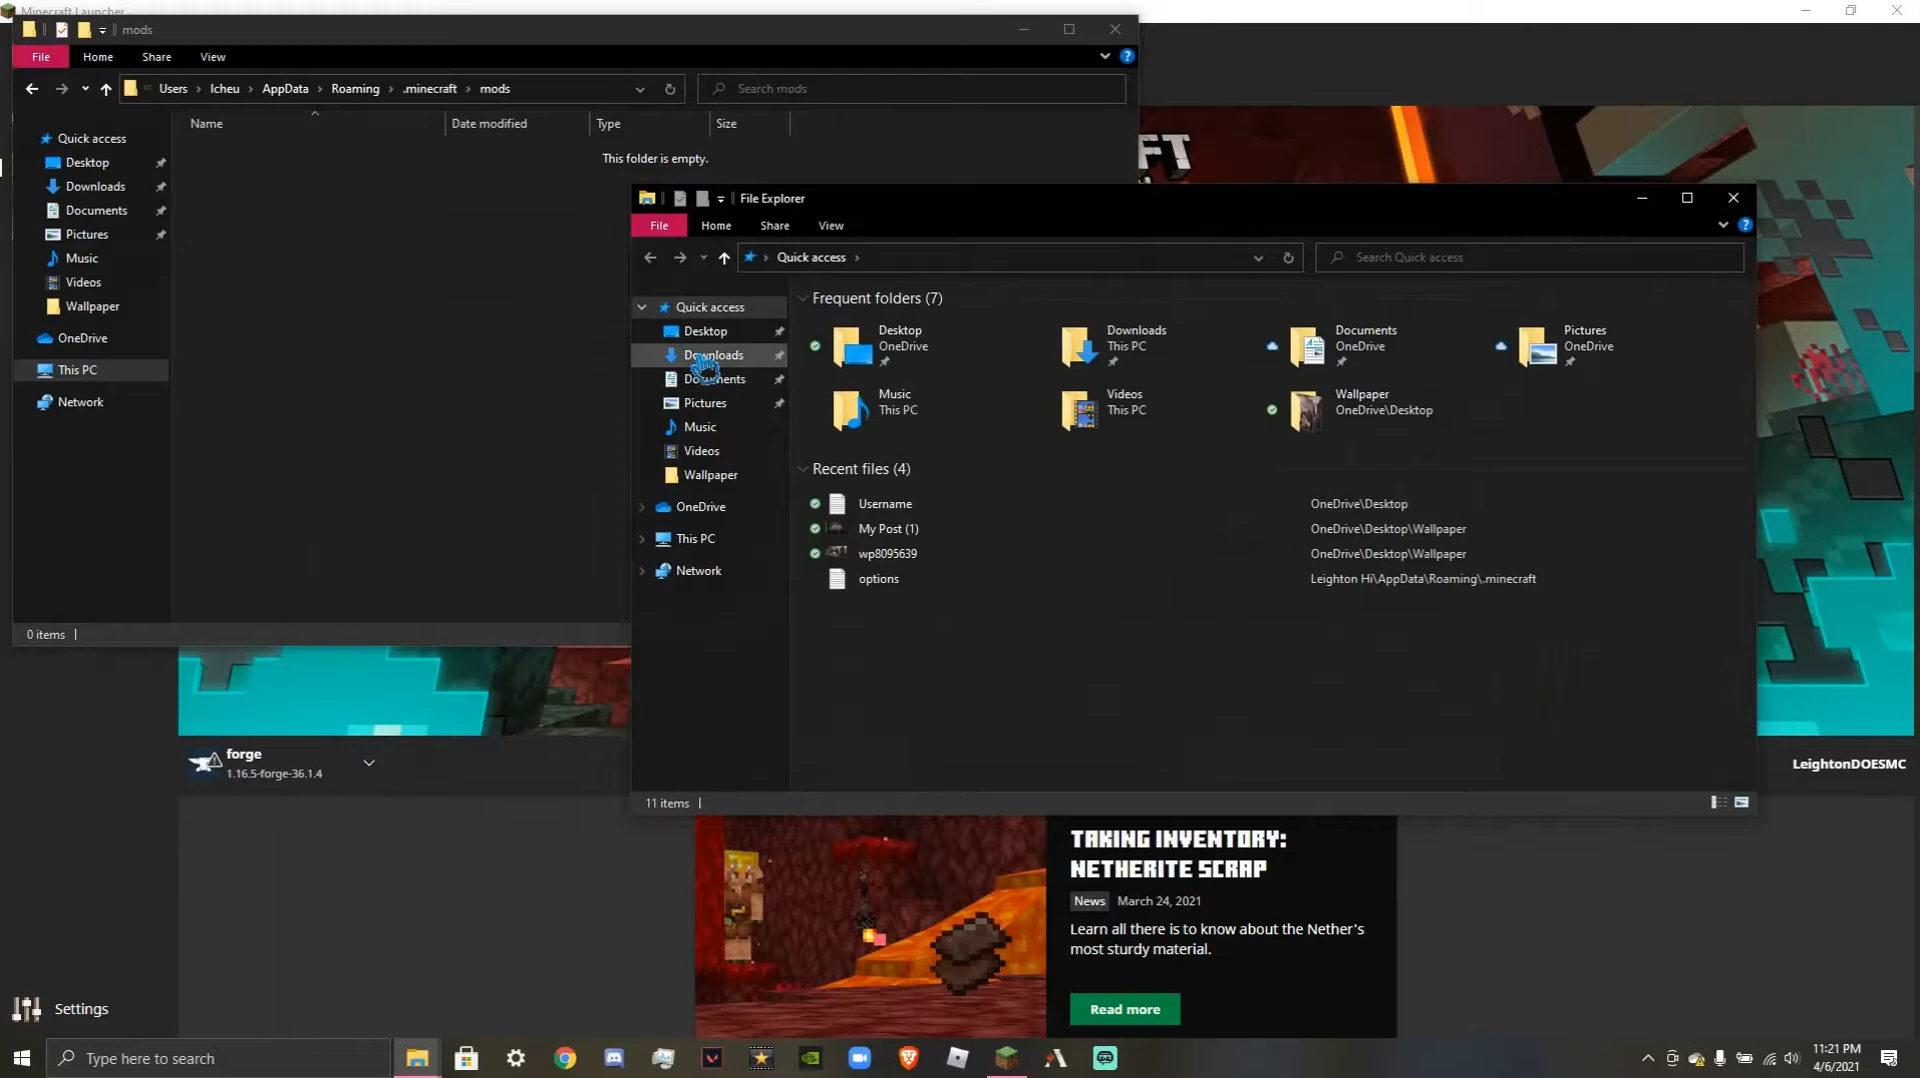 Minecraft Launcher
mods
File Home Share View
Users Icheu AppData Roaming .minecraft mods
Search mods
Name Date modified Type Size
This folder is empty.
Quick access
Desktop
Downloads
Documents
Pictures
Music
Videos
Wallpaper
OneDrive
This PC
Network
0 items
FT
File Explorer
File Home Share View
Quick access
Search Quick access
Quick access
Desktop
Downloads
Documents
Pictures
Music
Videos
Wallpaper
OneDrive
This PC
Network
Frequent folders (7)
Desktop
OneDrive
Downloads
This PC
Documents
OneDrive
Pictures
OneDrive
Music
This PC
Videos
This PC
Wallpaper
OneDrive\Desktop
Recent files (4)
Username OneDrive\Desktop
My Post (1) OneDrive\Desktop\Wallpaper
wp8095639 OneDrive\Desktop\Wallpaper
options Leighton Hi\AppData\Roaming\.minecraft
11 items
forge
1.16.5-forge-36.1.4
LeightonDOESMC
TAKING INVENTORY:
NETHERITE SCRAP
News March 24, 2021
Learn all there is to know about the Nether's
most sturdy material.
Read more
Settings
Type here to search
11:21 PM
4/6/2021